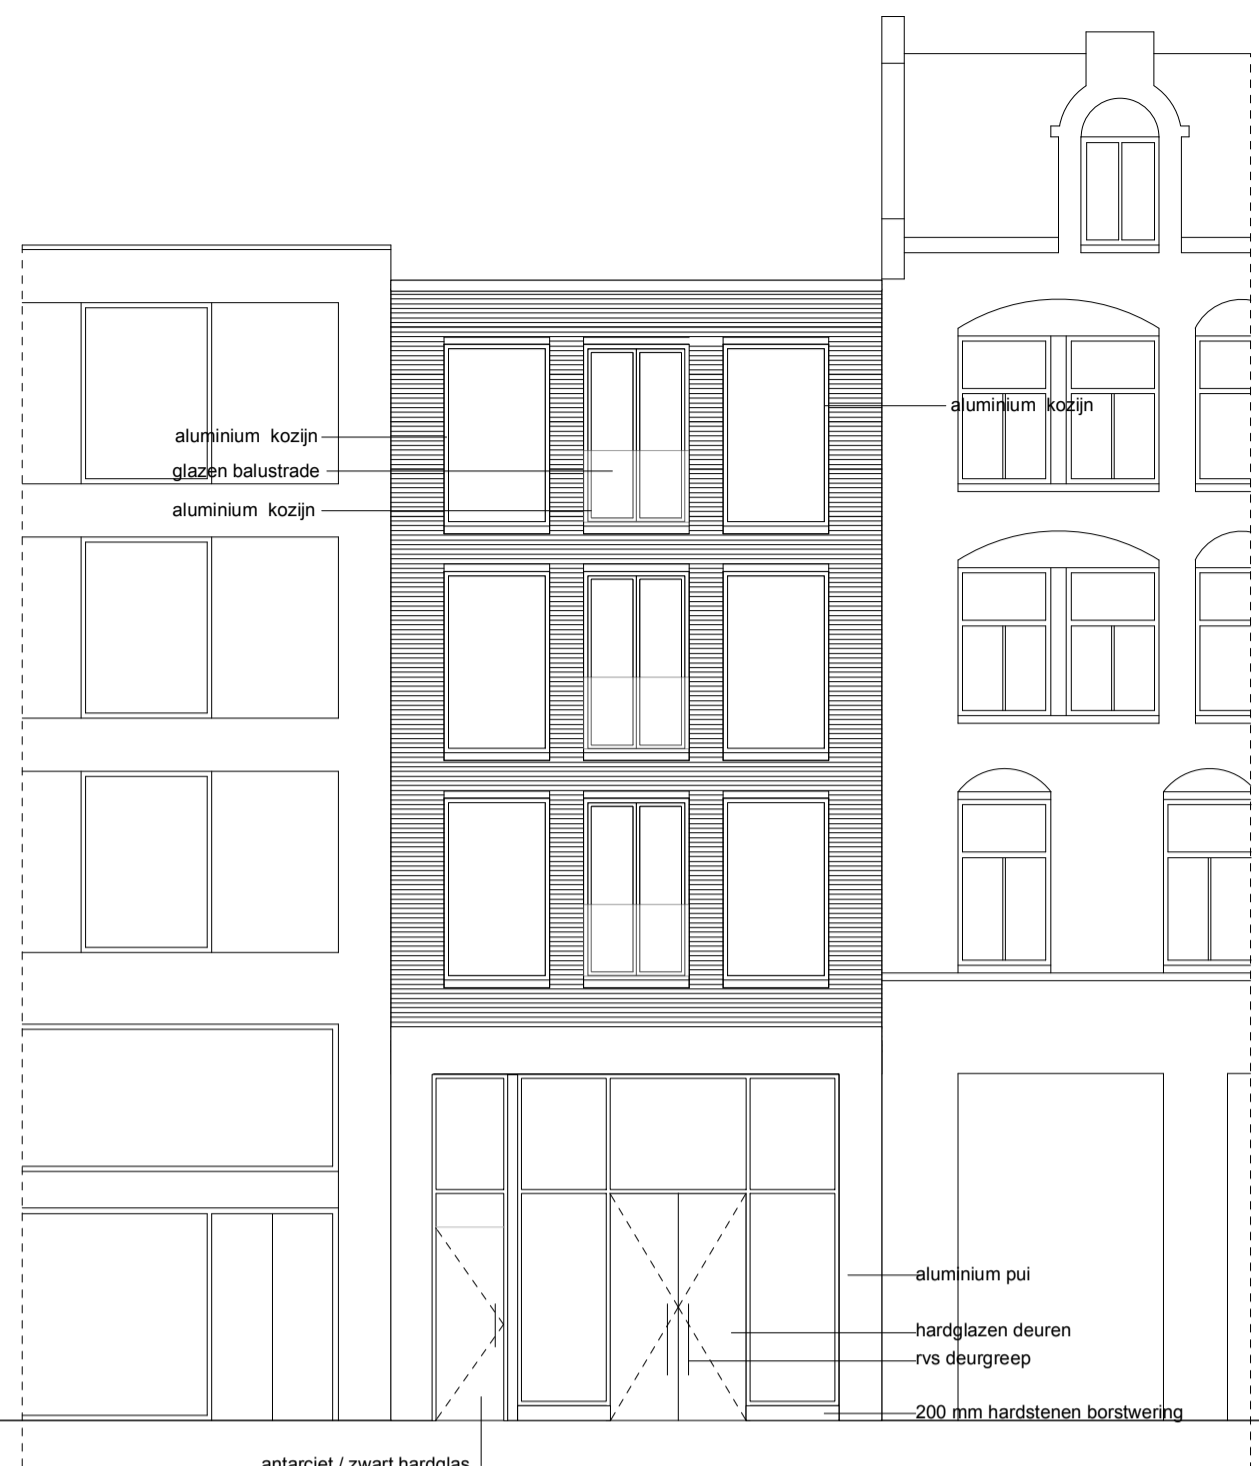 aluminium kozijn
aluminium kozijn
glazen balustrade
aluminium kozijn
aluminium pui
hardglazen deuren
rvs deurgreep
200 mm hardstenen borstwering
antarciet / zwart hardglas